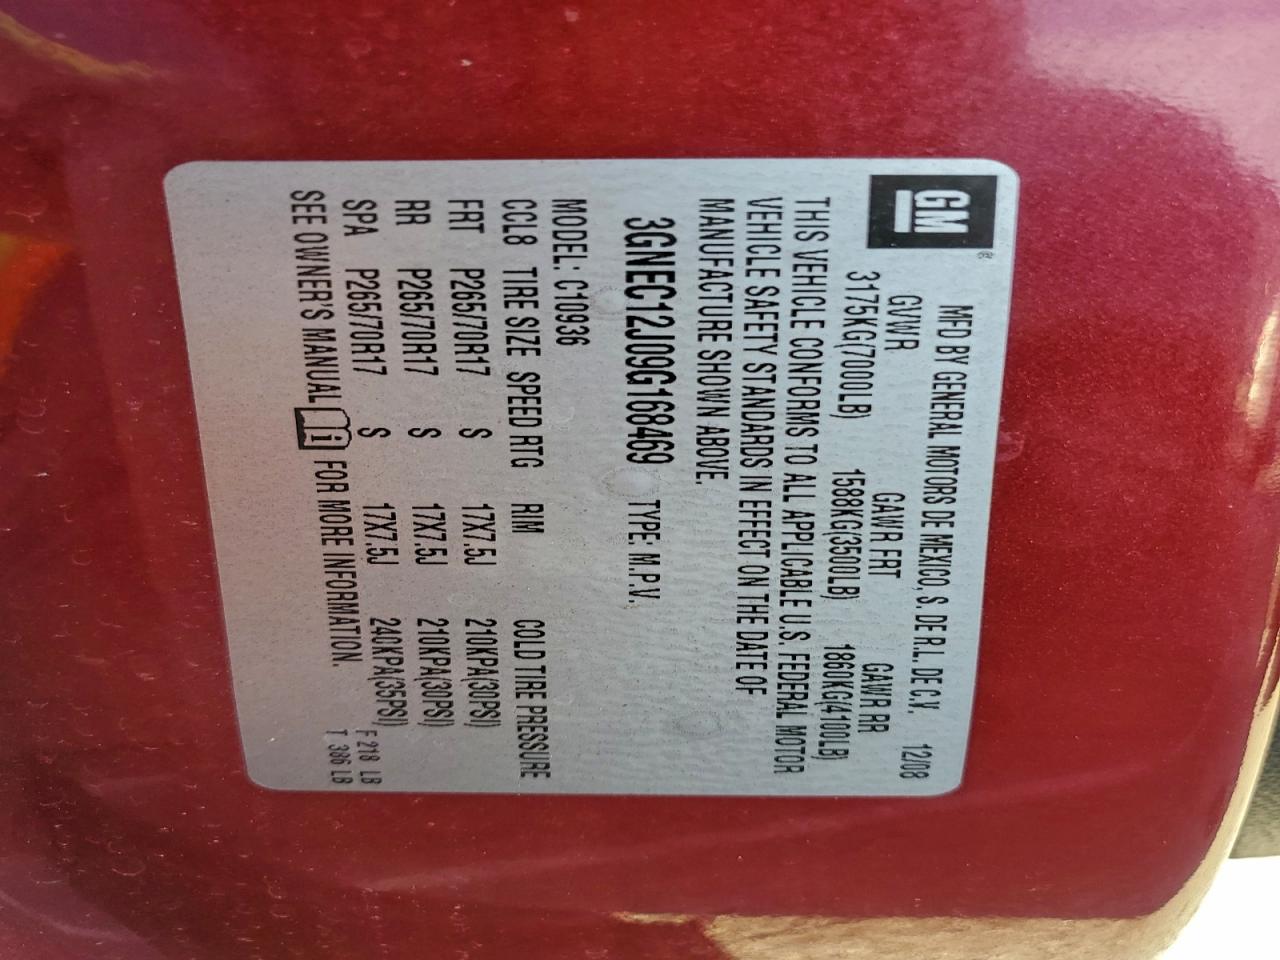 GM®
MFD BY GENERAL MOTORS DE MEXICO, S. DE R.L. DE C.V. 12/08
GVWR GAWR FRT GAWR RR
3175KG(7000LB) 1588KG(3500LB) 1860KG(4100LB)
THIS VEHICLE CONFORMS TO ALL APPLICABLE U.S. FEDERAL MOTOR
VEHICLE SAFETY STANDARDS IN EFFECT ON THE DATE OF
MANUFACTURE SHOWN ABOVE.
3GNEC12J09G168469 TYPE: M.P.V.
MODEL: C10936
CCL8 TIRE SIZE SPEED RTG RIM COLD TIRE PRESSURE
FRT P265/70R17 S 17X7.5J 210KPA(30PSI)
RR P265/70R17 S 17X7.5J 210KPA(30PSI)
SPA P265/70R17 S 17X7.5J 240KPA(35PSI) F 218 LB
SEE OWNER'S MANUAL FOR MORE INFORMATION. T 386 LB